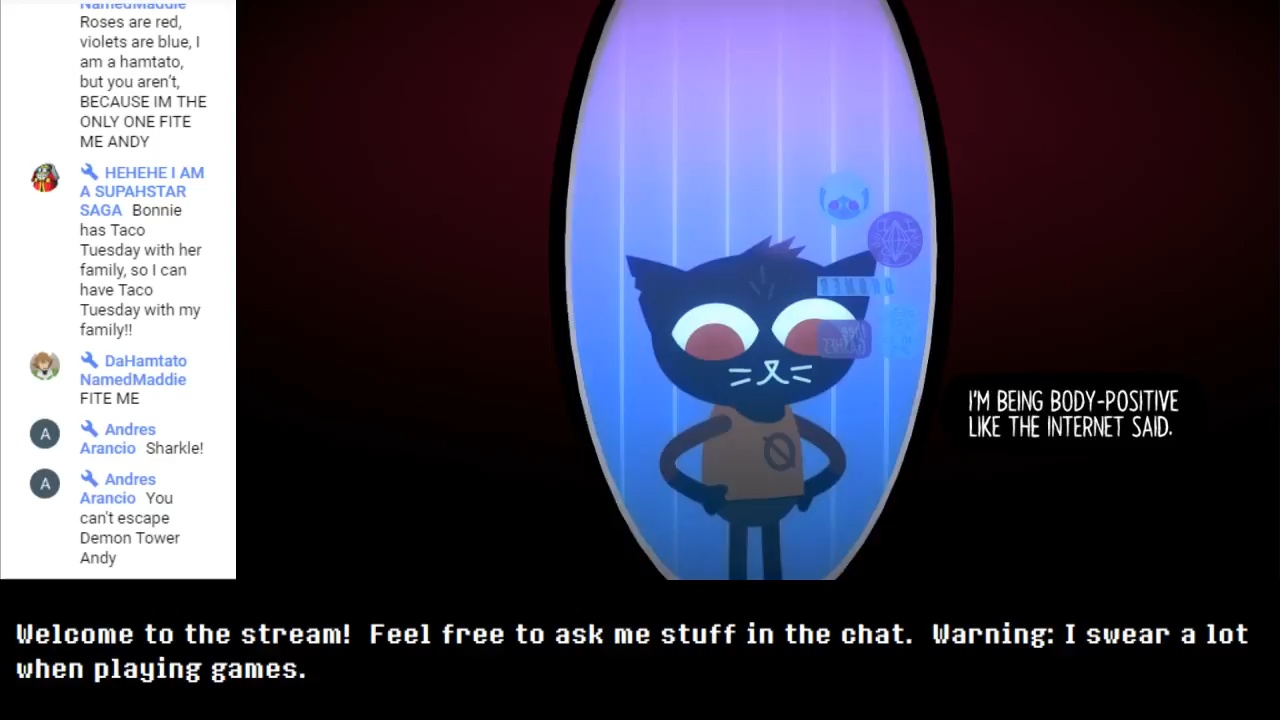 NamedMaddie
Roses are red,
violets are blue, I
am a hamtato,
but you aren't,
BECAUSE IM THE
ONLY ONE FITE
ME ANDY
HEHEHE I AM
A SUPAHSTAR
SAGA Bonnie
has Taco
Tuesday with her
family, so I can
have Taco
Tuesday with my
family!!
DaHamtato
NamedMaddie
FITE ME
A
Andres
Arancio Sharkle!
A
Andres
Arancio You
can't escape
Demon Tower
Andy
I'M BEING BODY-POSITIVE
LIKE THE INTERNET SAID.
Welcome to the stream! Feel free to ask me stuff in the chat. Warning: I swear a lot
when playing games.